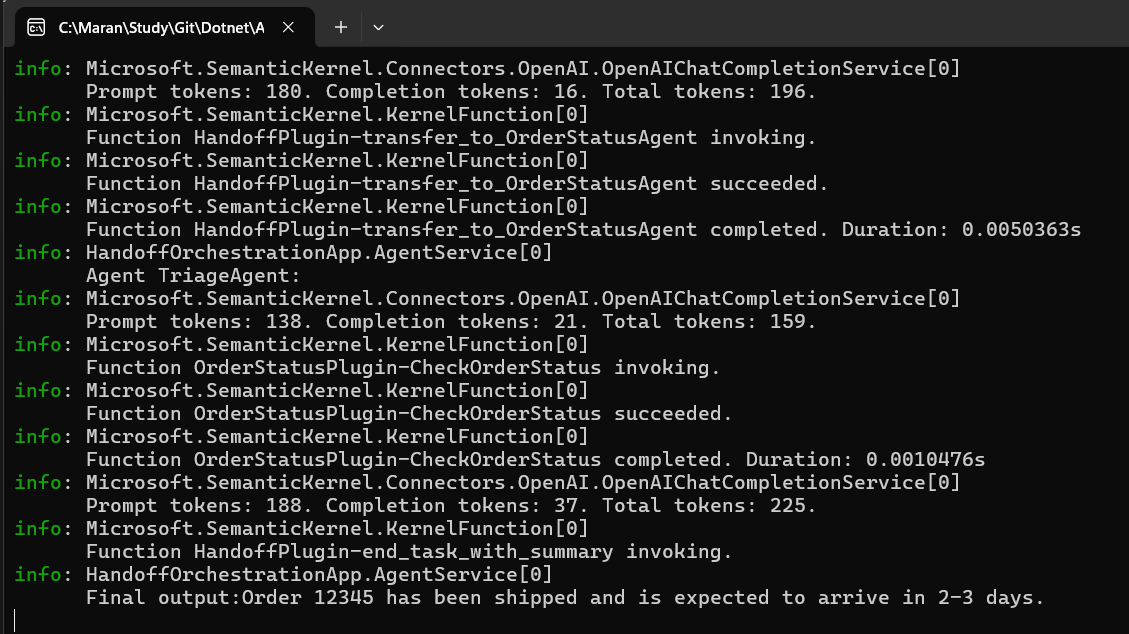 C:\Maran\Study\Git\Dotnet\A
info: Microsoft.SemanticKernel.Connectors.OpenAI.OpenAIChatCompletionService[0]
Prompt tokens: 180. Completion tokens: 16. Total tokens: 196.
info: Microsoft.SemanticKernel.KernelFunction[0]
Function HandoffPlugin-transfer_to_OrderStatusAgent invoking.
info: Microsoft.SemanticKernel.KernelFunction[0]
Function HandoffPlugin-transfer_to_OrderStatusAgent succeeded.
info: Microsoft.SemanticKernel.KernelFunction[0]
Function HandoffPlugin-transfer_to_OrderStatusAgent completed. Duration: 0.0050363s
info: HandoffOrchestrationApp.AgentService[0]
Agent TriageAgent:
info: Microsoft.SemanticKernel.Connectors.OpenAI.OpenAIChatCompletionService[0]
Prompt tokens: 138. Completion tokens: 21. Total tokens: 159.
info: Microsoft.SemanticKernel.KernelFunction[0]
Function OrderStatusPlugin-CheckOrderStatus invoking.
info: Microsoft.SemanticKernel.KernelFunction[0]
Function OrderStatusPlugin-CheckOrderStatus succeeded.
info: Microsoft.SemanticKernel.KernelFunction[0]
Function OrderStatusPlugin-CheckOrderStatus completed. Duration: 0.0010476s
info: Microsoft.SemanticKernel.Connectors.OpenAI.OpenAIChatCompletionService[0]
Prompt tokens: 188. Completion tokens: 37. Total tokens: 225.
info: Microsoft.SemanticKernel.KernelFunction[0]
Function HandoffPlugin-end_task_with_summary invoking.
info: HandoffOrchestrationApp.AgentService[0]
Final output:Order 12345 has been shipped and is expected to arrive in 2-3 days.